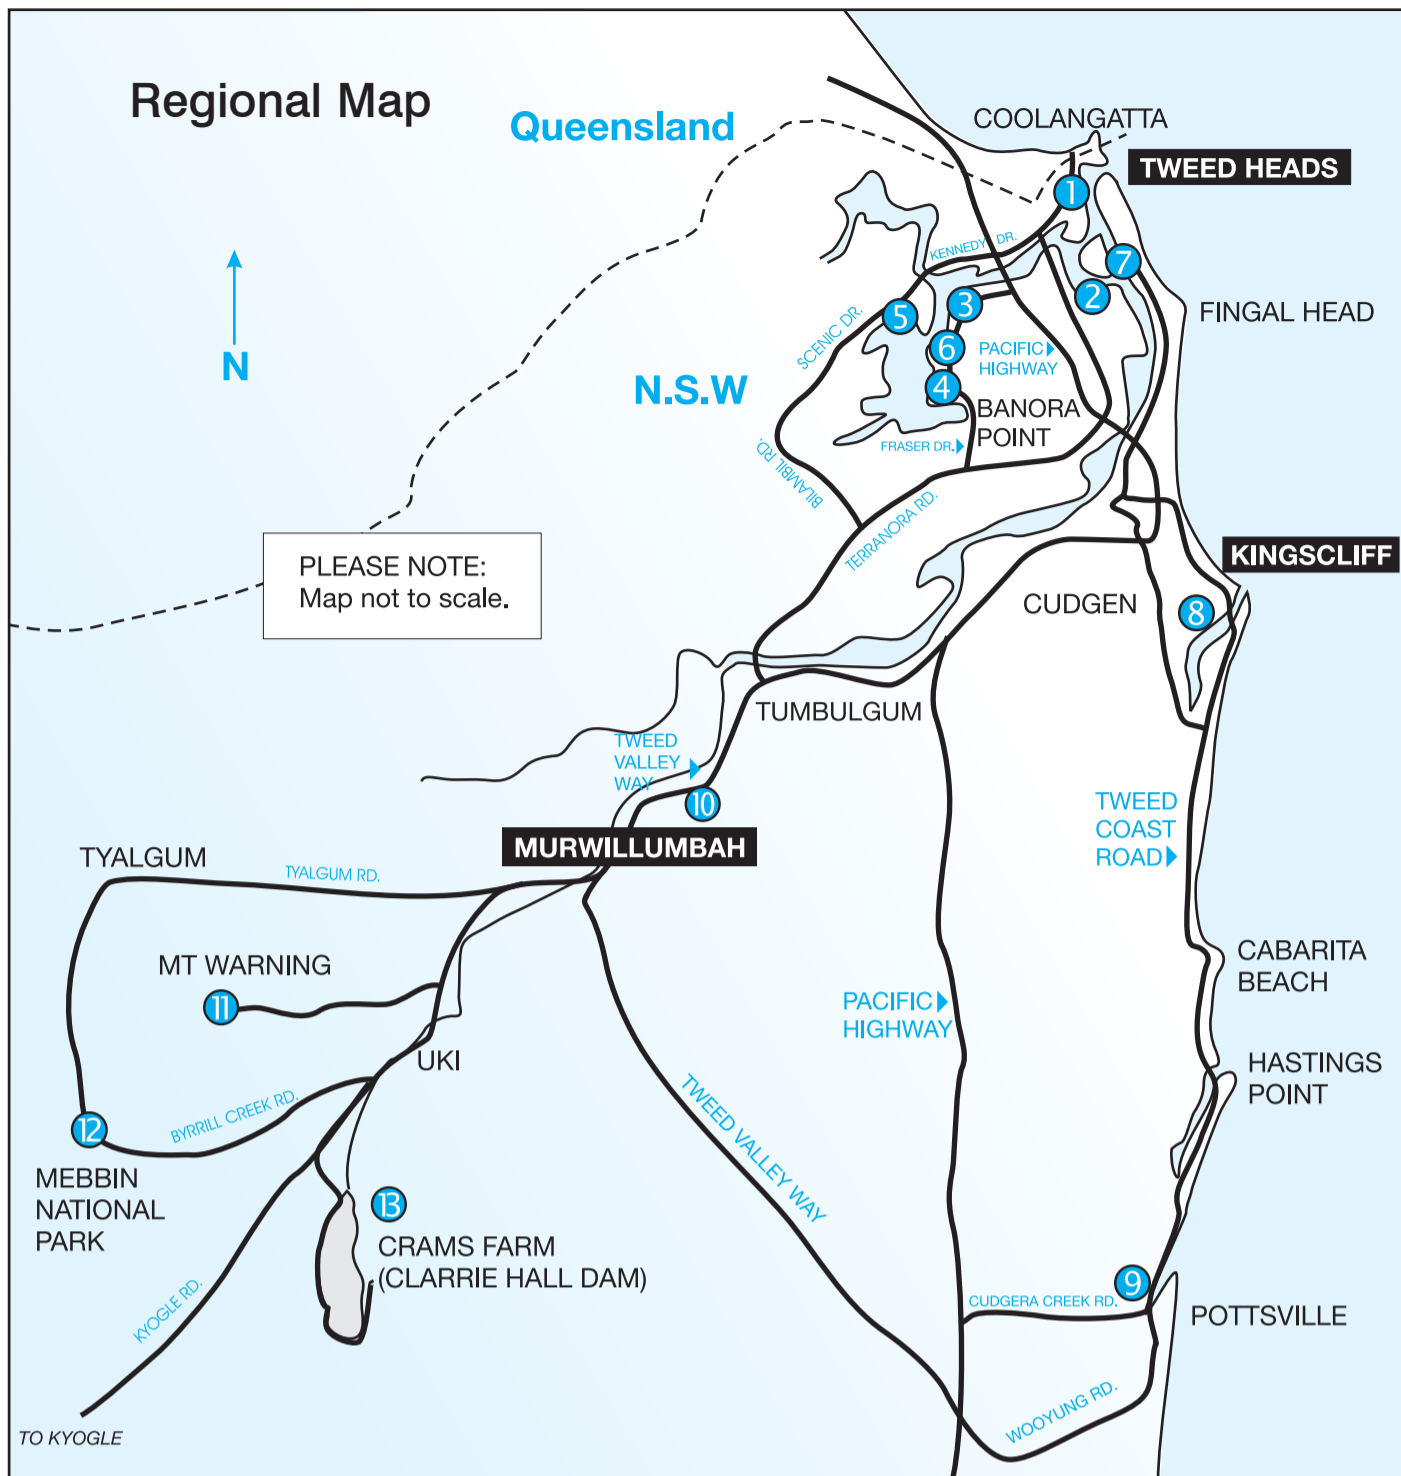 Regional Map
Queensland
COOLANGATTA
TWEED HEADS
1
KENNEDY DR.
7
N
5
3
2
FINGAL HEAD
SCENIC DR.
6
PACIFIC
HIGHWAY
N.S.W
4
BANORA
POINT
FRASER DR.
BILAMBIL RD.
TERRANORA RD.
PLEASE NOTE:
Map not to scale.
KINGSCLIFF
CUDGEN
8
TUMBULGUM
TWEED
VALLEY
WAY
10
TWEED
COAST
ROAD
MURWILLUMBAH
TYALGUM
TYALGUM RD.
MT WARNING
11
CABARITA
BEACH
PACIFIC
HIGHWAY
UKI
HASTINGS
POINT
12
BYRRILL CREEK RD.
TWEED VALLEY WAY
MEBBIN
NATIONAL
PARK
13
CRAMS FARM
(CLARRIE HALL DAM)
KYOGLE RD.
9
CUDGERA CREEK RD.
POTTSVILLE
WOOYUNG RD.
TO KYOGLE